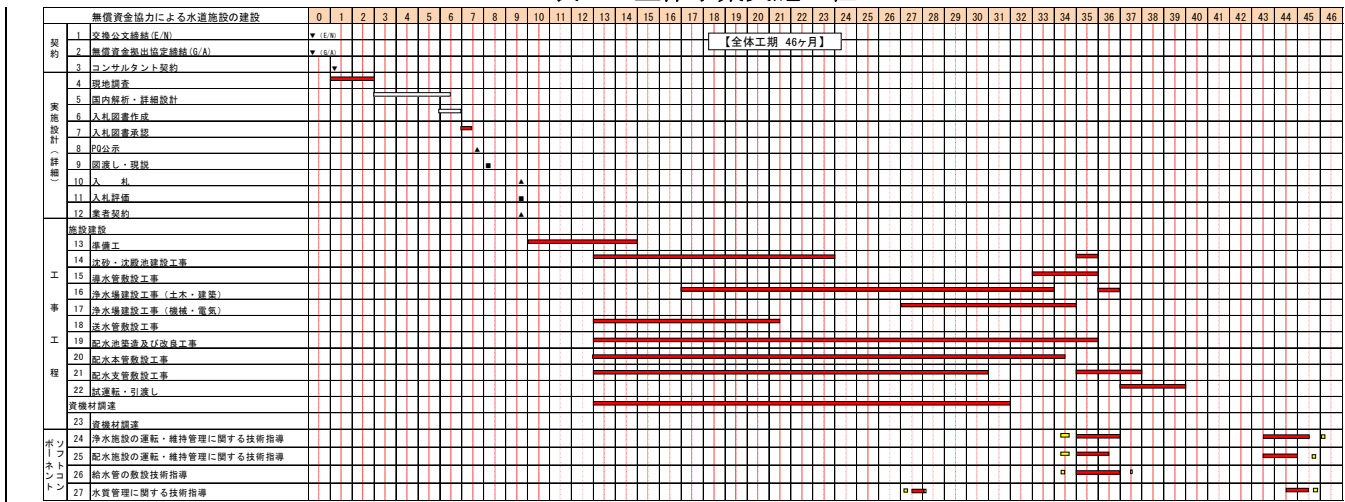 無償資金協力による水道施設の建設 0 1 2 3 4 5 6 7 8 9 10 11 12 13 14 15 16 17 18 19 20 21 22 23 24 25 26 27 28 29 30 31 32 33 34 35 36 37 38 39 40 41 42 43 44 45 46
契約
1 交換公文締結(E/N) ▼ (E/N)
【全体工期 46ヶ月】
2 無償資金拠出協定締結(G/A) ▼ (G/A)
3 コンサルタント契約 ▼
実施設計(詳細)
4 現地調査
5 国内解析・詳細設計
6 入札図書作成
7 入札図書承認
8 PQ公示 ▲
9 図渡し・現説 ■
10 入 札 ▲
11 入札評価 ■
12 業者契約 ▲
工事工程
施設建設
13 準備工
14 沈砂・沈殿池建設工事
15 導水管敷設工事
16 浄水場建設工事(土木・建築)
17 浄水場建設工事(機械・電気)
18 送水管敷設工事
19 配水池築造及び改良工事
20 配水本管敷設工事
21 配水支管敷設工事
22 試運転・引渡し
資機材調達
23 資機材調達
ソフトコンポーネント
24 浄水施設の運転・維持管理に関する技術指導
25 配水施設の運転・維持管理に関する技術指導
26 給水管の敷設技術指導
27 水質管理に関する技術指導